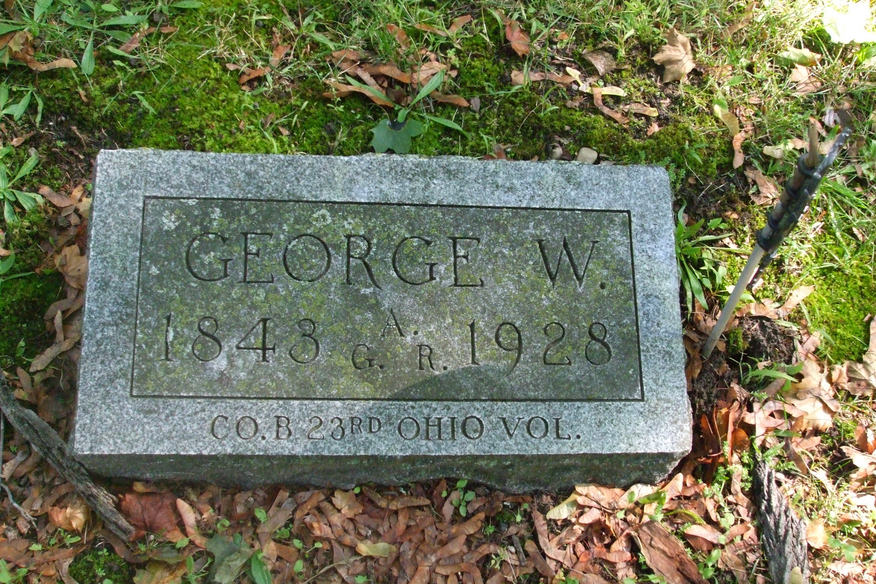 GEORGE W.
1843 G. A. R. 1928
CO. B 23RD OHIO VOL.